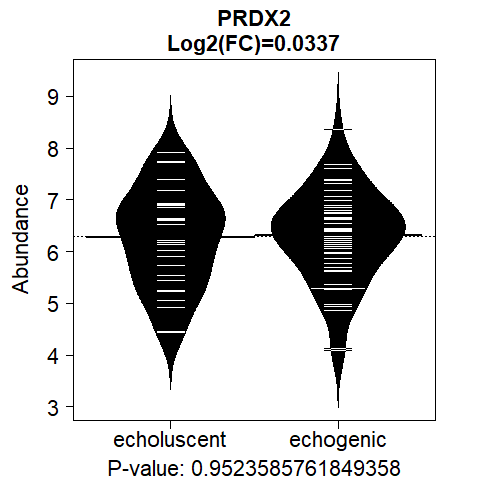 PRDX2
Log2(FC)=0.0337
9
8
7
6
5
4
3
Abundance
echoluscent echogenic
P-value: 0.9523585761849358